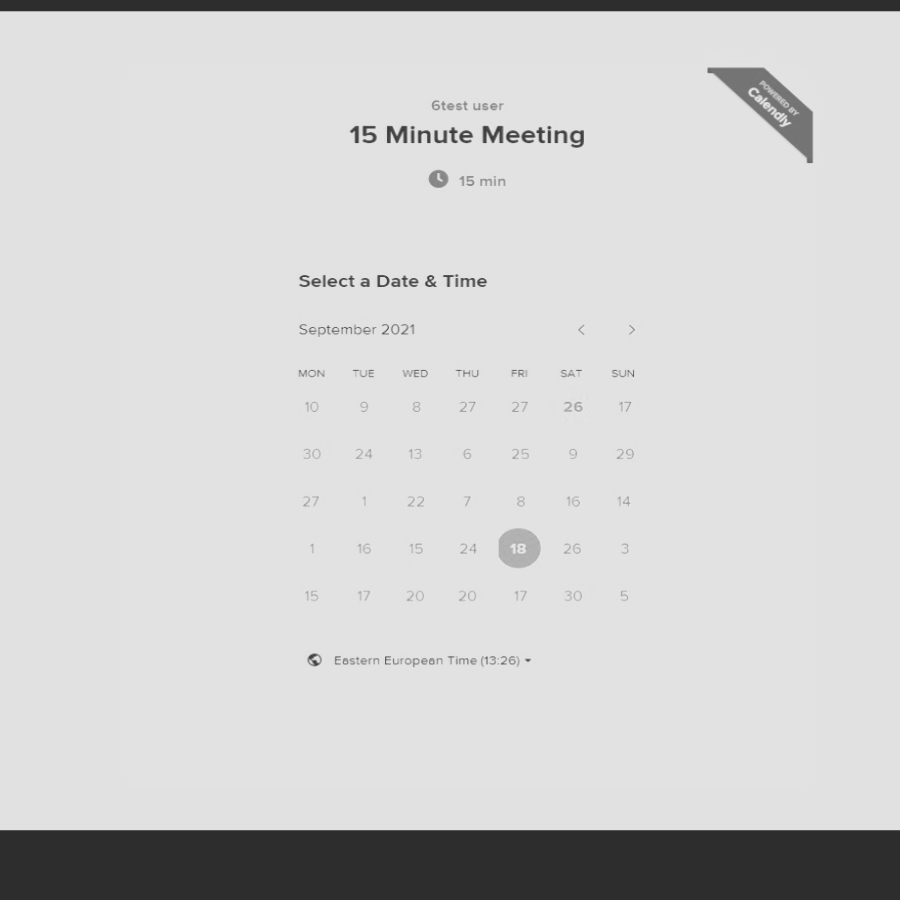 POWERED BY
Calendly
6test user
15 Minute Meeting
15 min
Select a Date & Time
September 2021
MON TUE WED THU FRI SAT SUN
10 9 8 27 27 26 17
30 24 13 6 25 9 29
27 1 22 7 8 16 14
1 16 15 24 18 26 3
15 17 20 20 17 30 5
Eastern European Time (13:26)